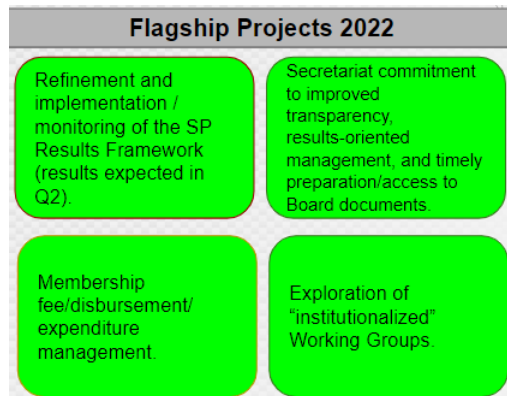 Flagship Projects 2022
Refinement and
implementation /
monitoring of the SP
Results Framework
(results expected in
Q2).
Secretariat commitment
to improved
transparency,
results-oriented
management, and timely
preparation/access to
Board documents.
Membership
fee/disbursement/
expenditure
management.
Exploration of
“institutionalized”
Working Groups.